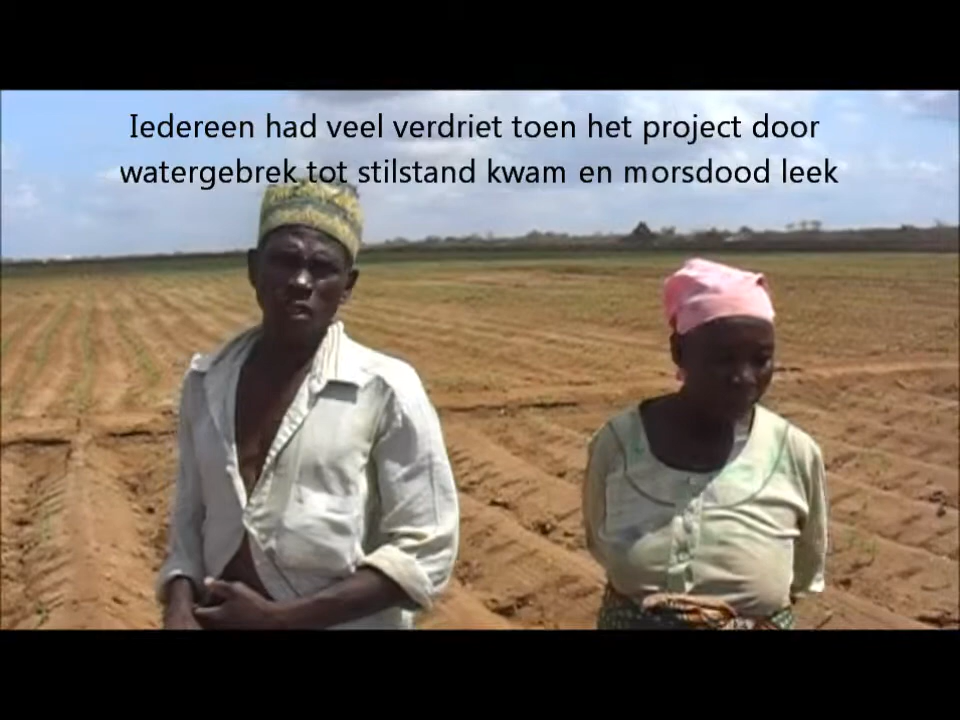 Iedereen had veel verdriet toen het project door
watergebrek tot stilstand kwam en morsdood leek